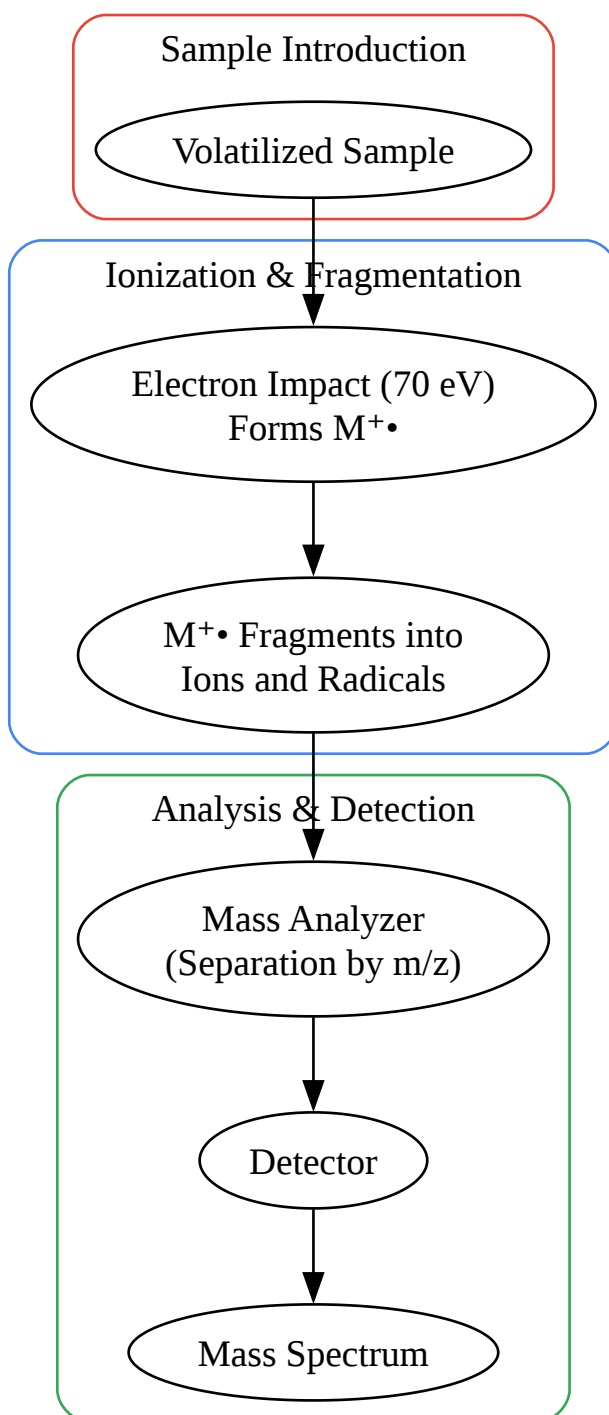 Sample Introduction
Volatilized Sample
Ionization & Fragmentation
Electron Impact (70 eV)
Forms M⁺•
M⁺• Fragments into
Ions and Radicals
Analysis & Detection
Mass Analyzer
(Separation by m/z)
Detector
Mass Spectrum